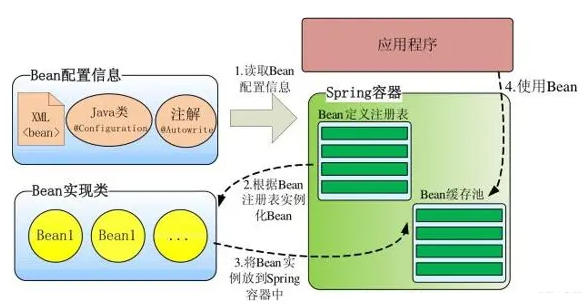 应用程序
Bean配置信息
XML
<bean>
Java类
@Configuration
注解
@Autowrite
1.读取Bean
配置信息
Spring容器
Bean定义注册表
4.使用Bean
2.根据Bean
注册表实例
化Bean
Bean缓存池
Bean实现类
Bean1
Bean1
...
3.将Bean实
例放到Spring
容器中